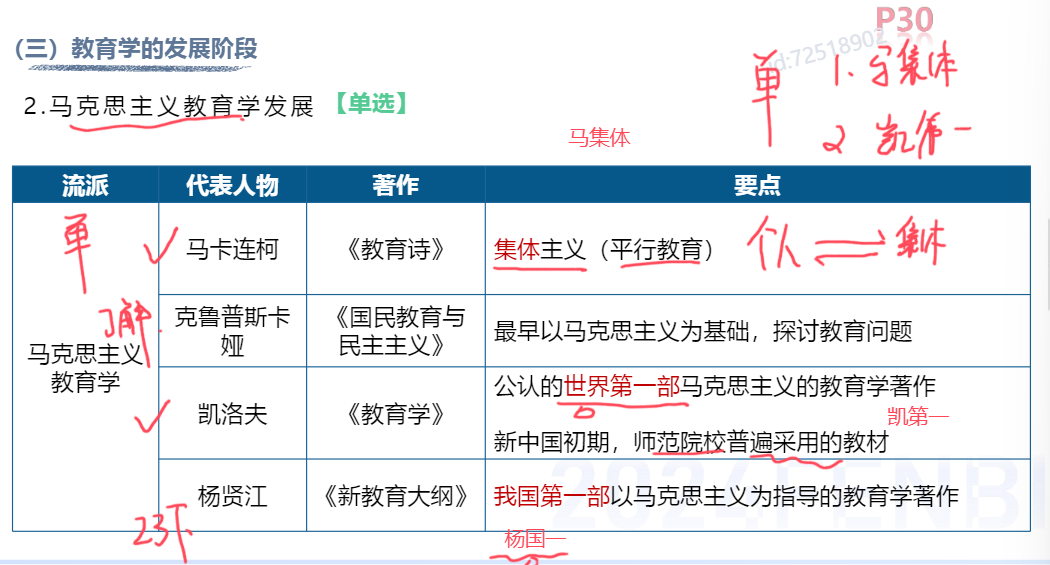 P30
id:72518902
(三)教育学的发展阶段
单 1.马集体
2.马克思主义教育学发展【单选】
2 凯第一
马集体
流派 代表人物 著作 要点
单
马克思主义教育学
了解
马卡连柯 《教育诗》 集体主义（平行教育） 个人 集体
克鲁普斯卡娅 《国民教育与民主主义》 最早以马克思主义为基础，探讨教育问题
凯洛夫 《教育学》 公认的世界第一部马克思主义的教育学著作
凯第一
新中国初期，师范院校普遍采用的教材
杨贤江 《新教育大纲》 我国第一部以马克思主义为指导的教育学著作
23下
杨国一
2024FENBI